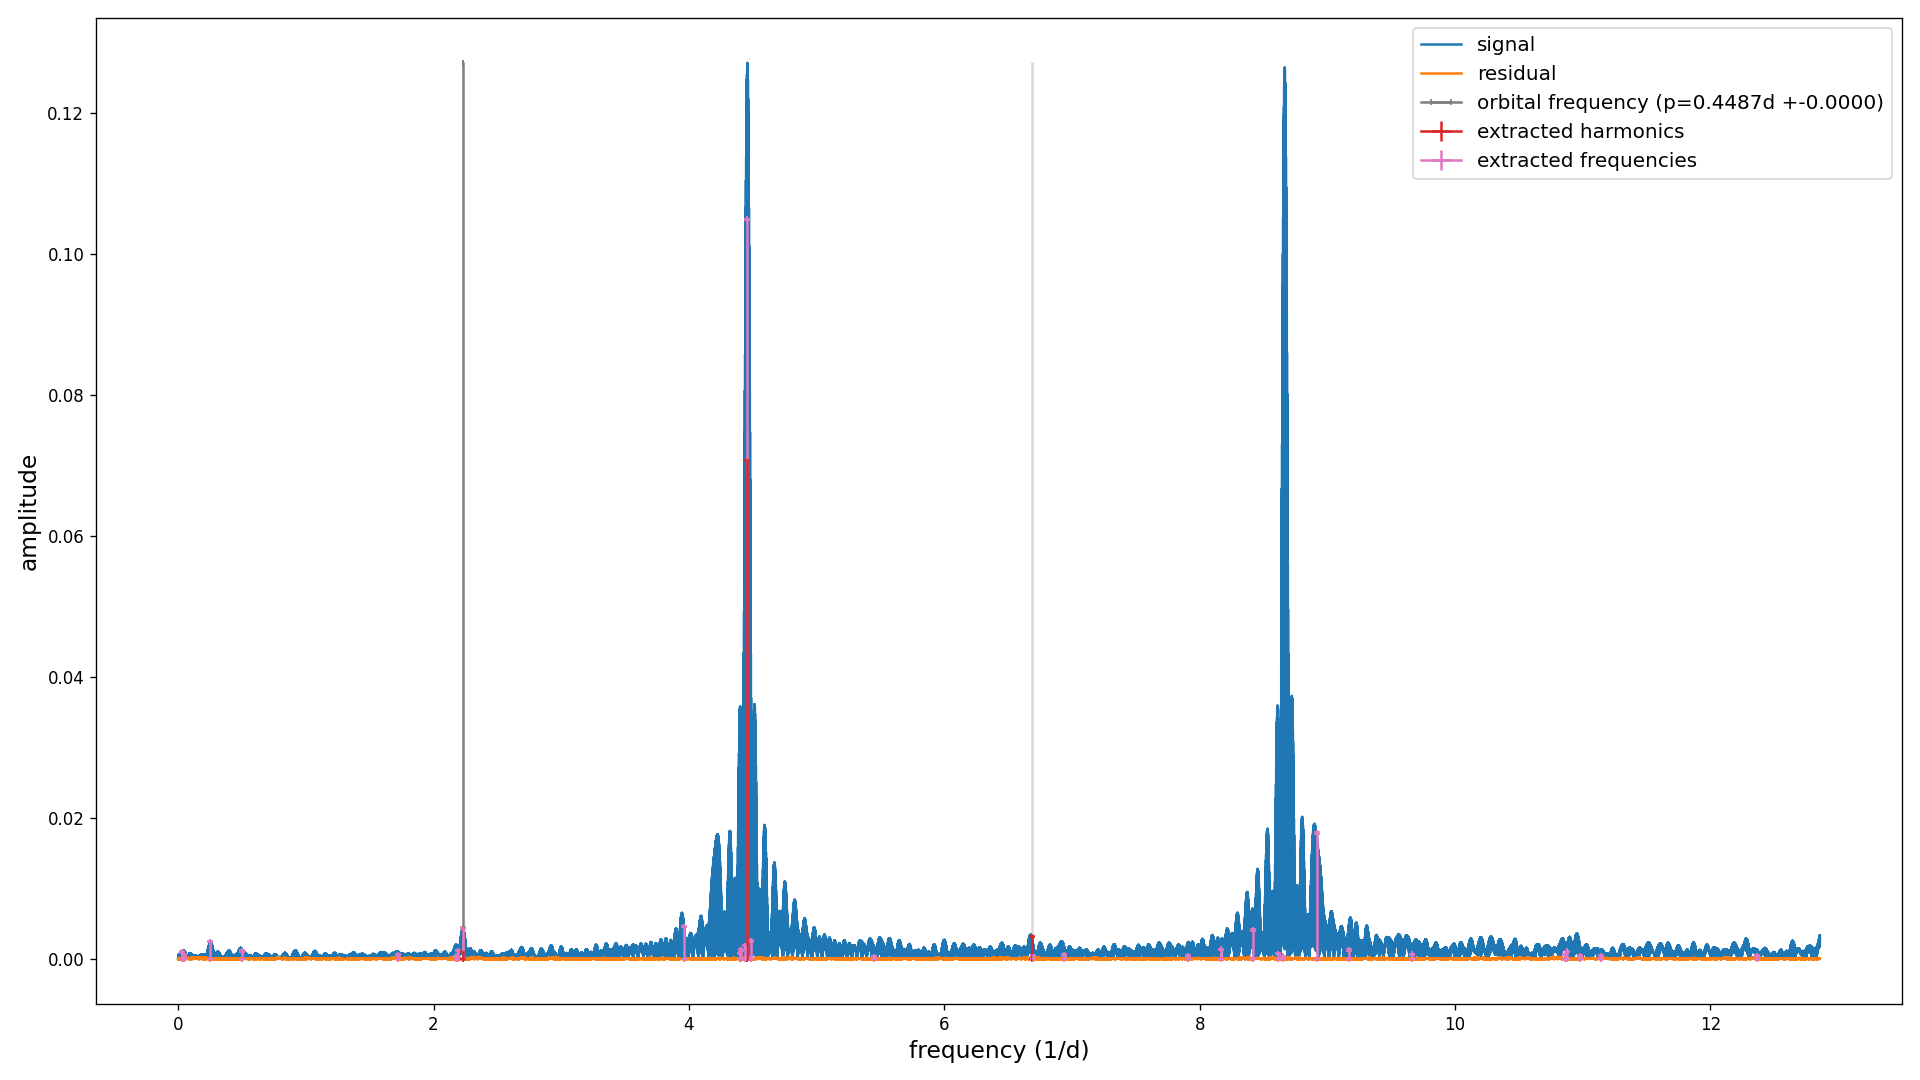 signal
residual
orbital frequency (p=0.4487d +-0.0000)
extracted harmonics
extracted frequencies
amplitude
0.12
0.10
0.08
0.06
0.04
0.02
0.00
0 2 4 6 8 10 12
frequency (1/d)